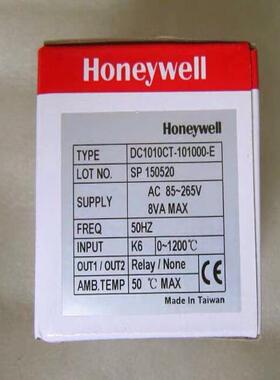 Honeywell
Honeywell
TYPE DC1010CT-101000-E
LOT NO. SP 150520
SUPPLY AC 85~265V
8VA MAX
FREQ 50HZ
INPUT K6 0~1200℃
OUT1 / OUT2 Relay / None
AMB.TEMP 50 ℃ MAX
CE
Made In Taiwan